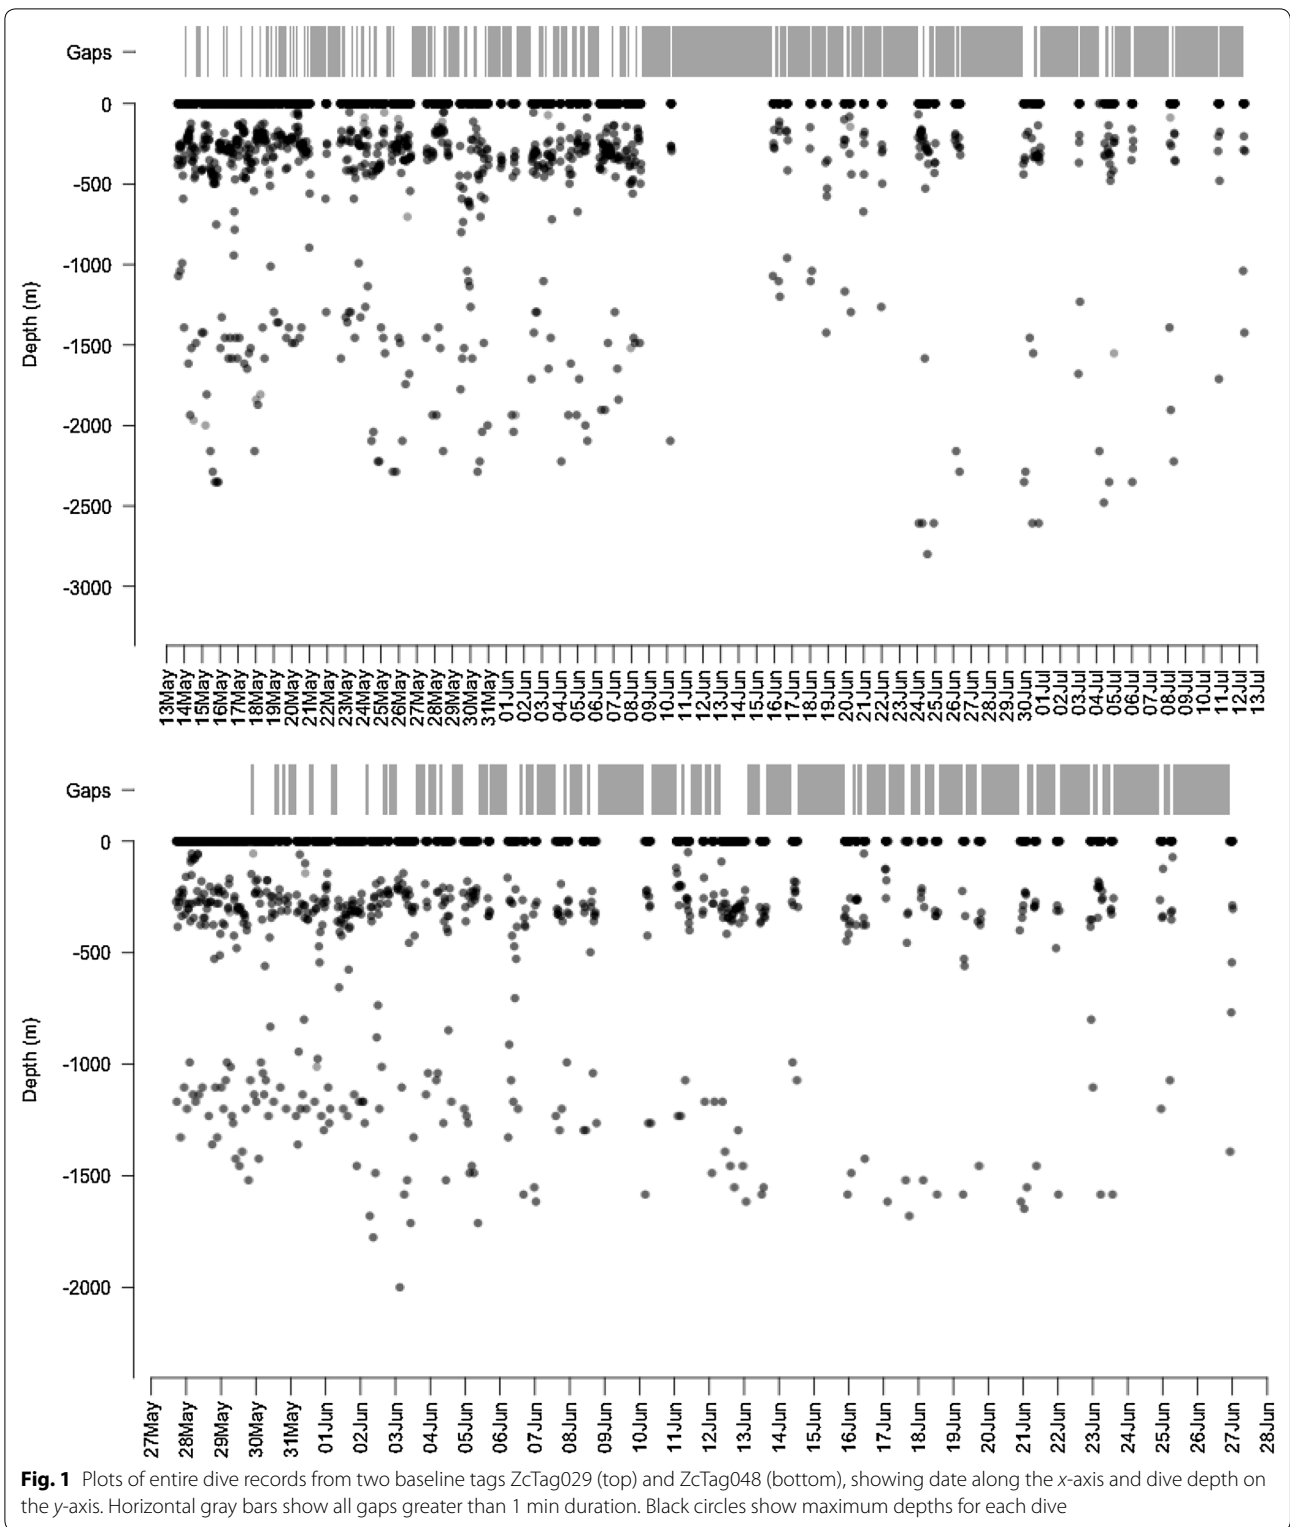 Gaps
0
-500
-1000
-1500
-2000
-2500
-3000
Depth (m)
13May 14May 15May 16May 17May 18May 19May 20May 21May 22May 23May 24May 25May 26May 27May 28May 29May 30May 31May 01Jun 02Jun 03Jun 04Jun 05Jun 06Jun 07Jun 08Jun 09Jun 10Jun 11Jun 12Jun 13Jun 14Jun 15Jun 16Jun 17Jun 18Jun 19Jun 20Jun 21Jun 22Jun 23Jun 24Jun 25Jun 26Jun 27Jun 28Jun 29Jun 30Jun 01Jul 02Jul 03Jul 04Jul 05Jul 06Jul 07Jul 08Jul 09Jul 10Jul 11Jul 12Jul 13Jul
Gaps
0
-500
-1000
-1500
-2000
Depth (m)
27May 28May 29May 30May 31May 01Jun 02Jun 03Jun 04Jun 05Jun 06Jun 07Jun 08Jun 09Jun 10Jun 11Jun 12Jun 13Jun 14Jun 15Jun 16Jun 17Jun 18Jun 19Jun 20Jun 21Jun 22Jun 23Jun 24Jun 25Jun 26Jun 27Jun 28Jun
Fig. 1 Plots of entire dive records from two baseline tags ZcTag029 (top) and ZcTag048 (bottom), showing date along the x-axis and dive depth on
the y-axis. Horizontal gray bars show all gaps greater than 1 min duration. Black circles show maximum depths for each dive